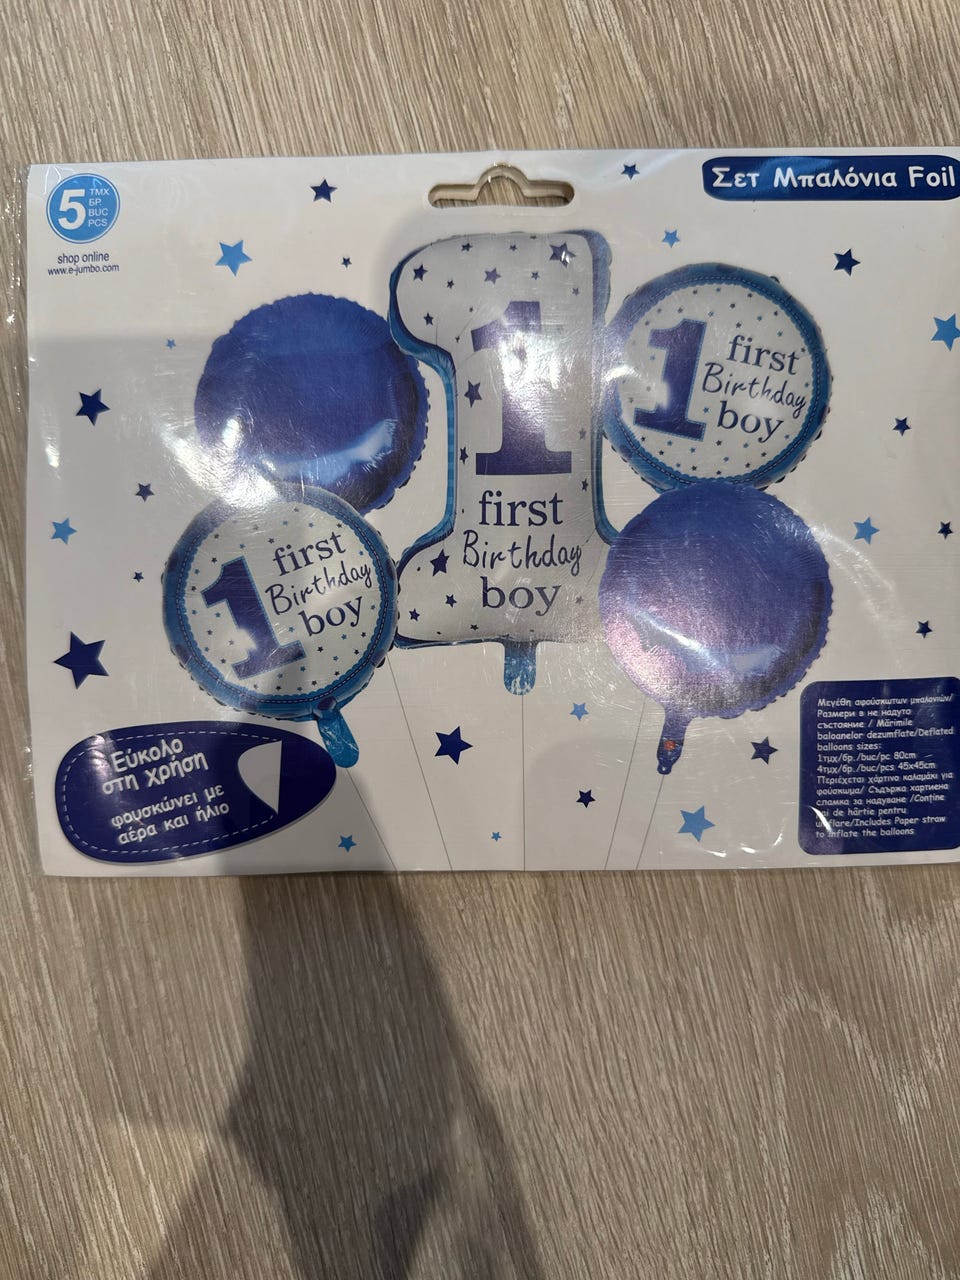 Σετ Μπαλόνια Foil
5
ΤΜΧ
БР.
BUC
PCS
shop online
www.e-jumbo.com
1
first
Birthday
boy
1
first
Birthday
boy
1
first
Birthday
boy
Εύκολο
στη χρήση
φουσκώνει με
αέρα και ήλιο
Μεγέθη αφούσκωτων μπαλονιών/
Размери в не надуто
състояние / Mărimile
baloanelor dezumflate/Deflated
balloons sizes:
1τμχ/бр./buc/pc 80cm
4τμχ/бр./buc/pcs 45x45cm
Περιέχεται χάρτινο καλαμάκι για
φούσκωμα/ Съдържа хартиена
сламка за надуване /Conține
de hârtie pentru
/Includes Paper straw
to inflate the balloons